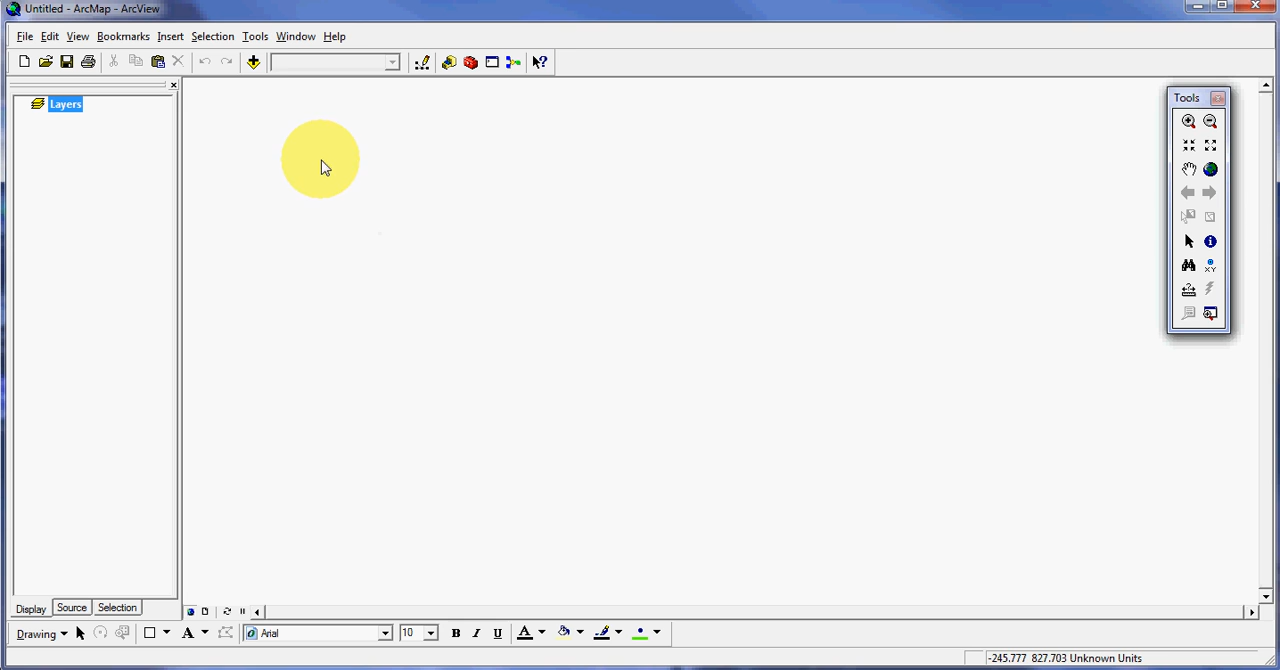 Untitled - ArcMap - ArcView
File Edit View Bookmarks Insert Selection Tools Window Help
Layers
Tools
XY
Display Source Selection
Drawing A Arial 10 B I U A
-245.777 827.703 Unknown Units